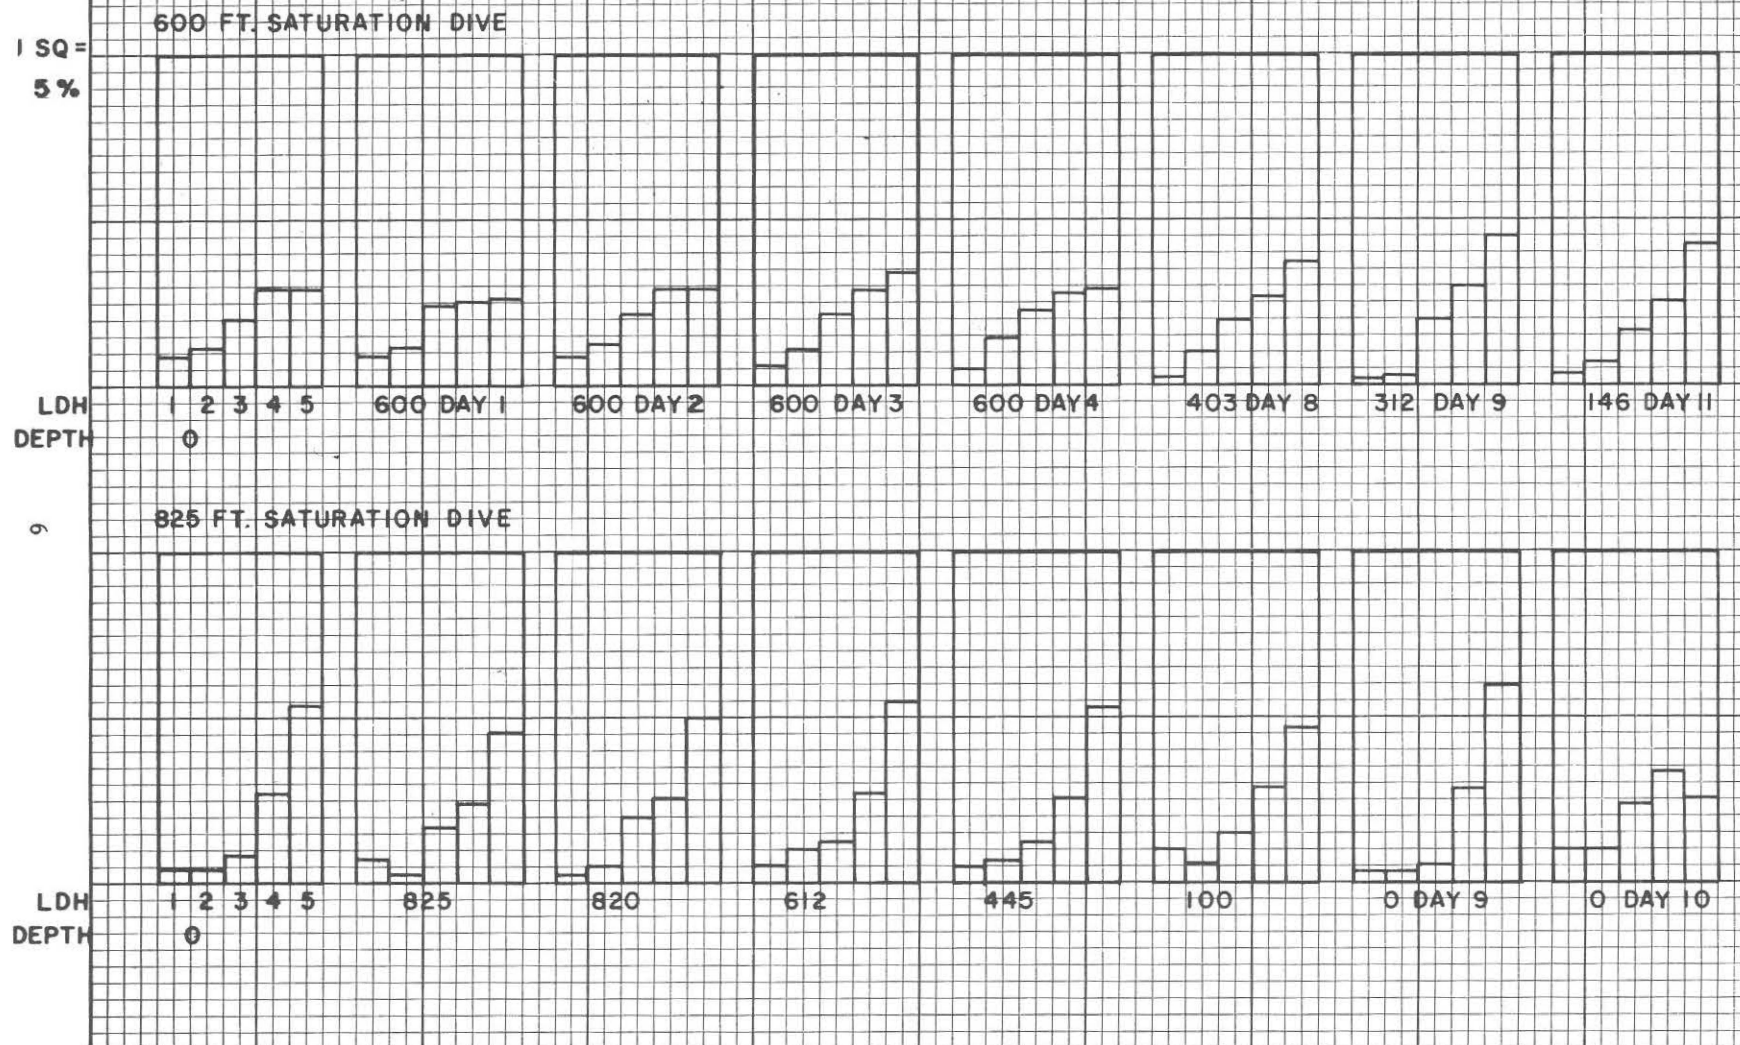 600 FT. SATURATION DIVE
1 SQ =
5 %
LDH 1 2 3 4 5 600 DAY 1 600 DAY 2 600 DAY 3 600 DAY 4 403 DAY 8 312 DAY 9 146 DAY 11
DEPTH 0
6
825 FT. SATURATION DIVE
LDH 1 2 3 4 5 825 820 612 445 100 0 DAY 9 0 DAY 10
DEPTH 0